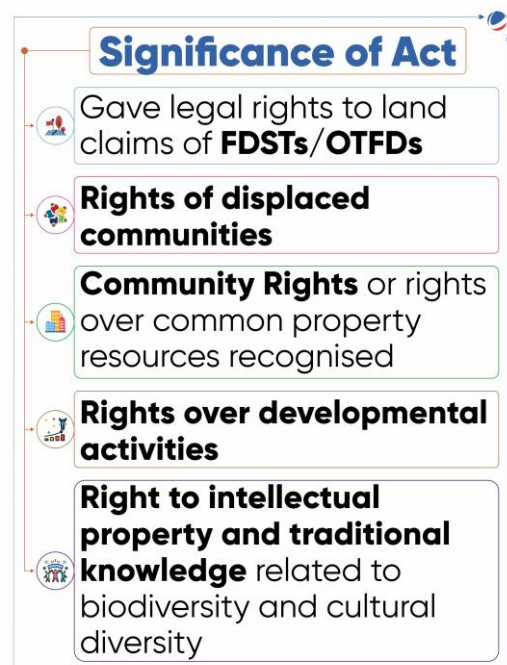 Significance of Act
Gave legal rights to land
claims of FDSTs/OTFDs
Rights of displaced
communities
Community Rights or rights
over common property
resources recognised
Rights over developmental
activities
Right to intellectual
property and traditional
knowledge related to
biodiversity and cultural
diversity